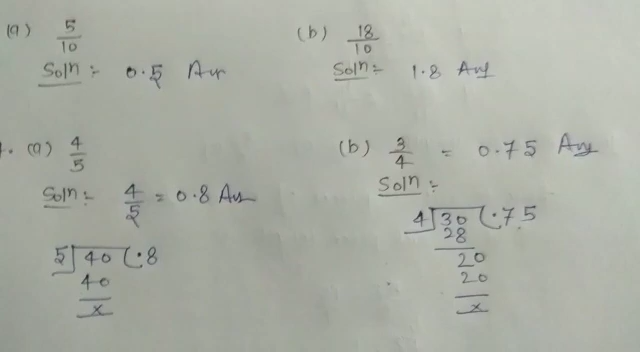 (a) 5/10
Soln:- 0.5 Ans
(b) 18/10
Soln:- 1.8 Ans
(a) 4/5
Soln:- 4/5 = 0.8 Ans
5 40 .8
40
x
(b) 3/4 = 0.75 Ans
Soln:-
4 30 .75
28
20
20
x